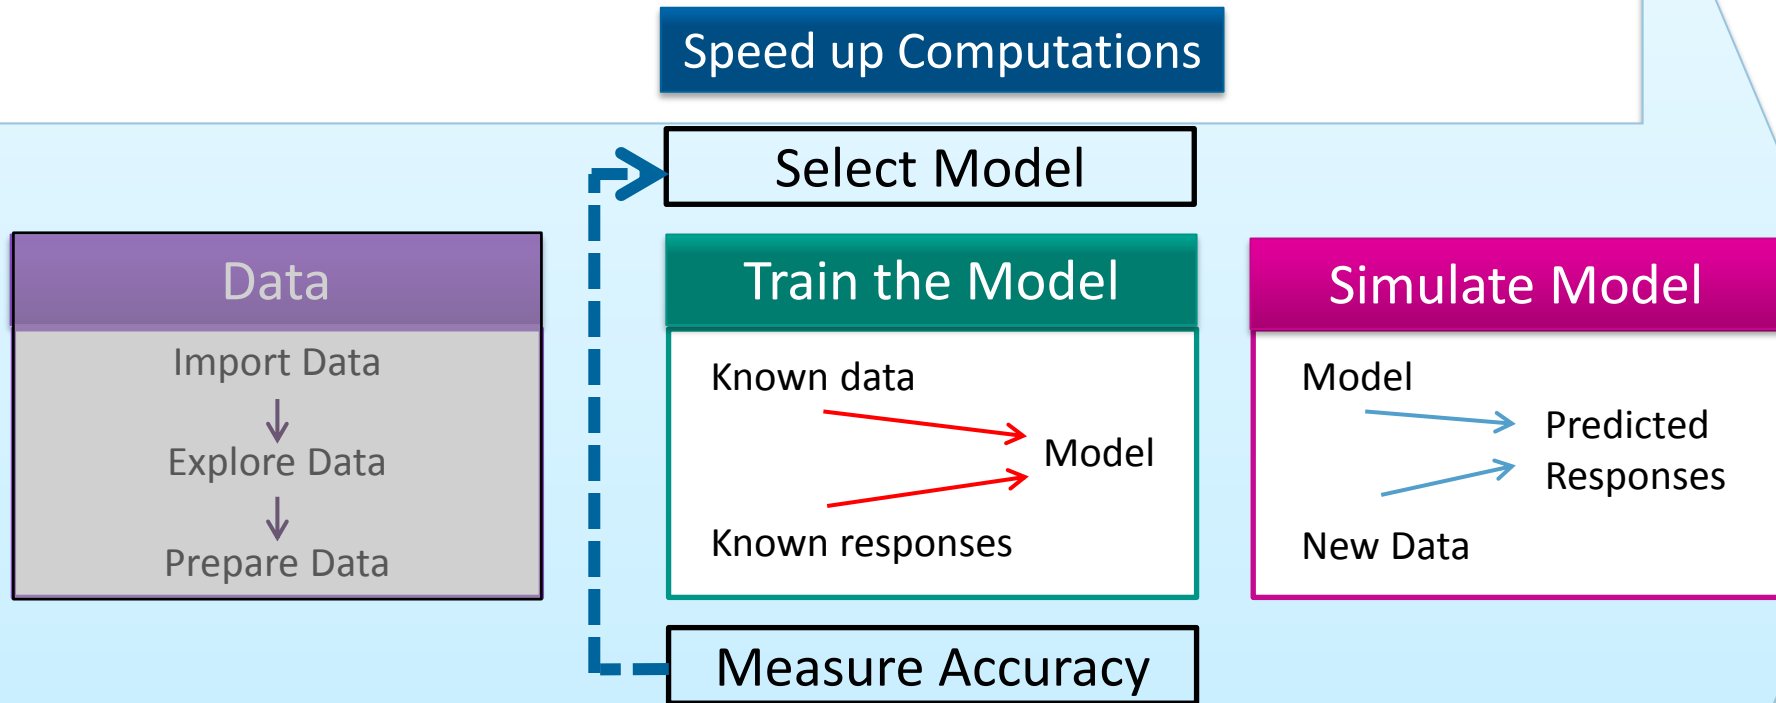 Speed up Computations
Select Model
Data
Import Data
Explore Data
Prepare Data
Train the Model
Known data
Model
Known responses
Simulate Model
Model
Predicted
Responses
New Data
Measure Accuracy